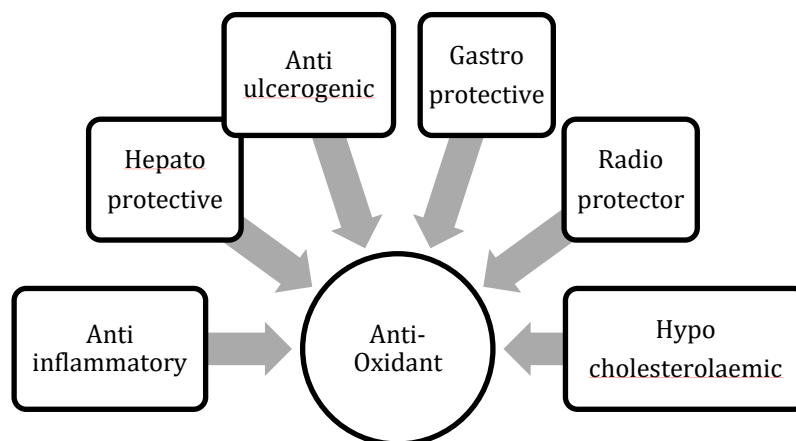 Anti
ulcerogenic
Gastro
protective
Hepato
protective
Radio
protector
Anti
inflammatory
Anti-
Oxidant
Hypo
cholesterolaemic